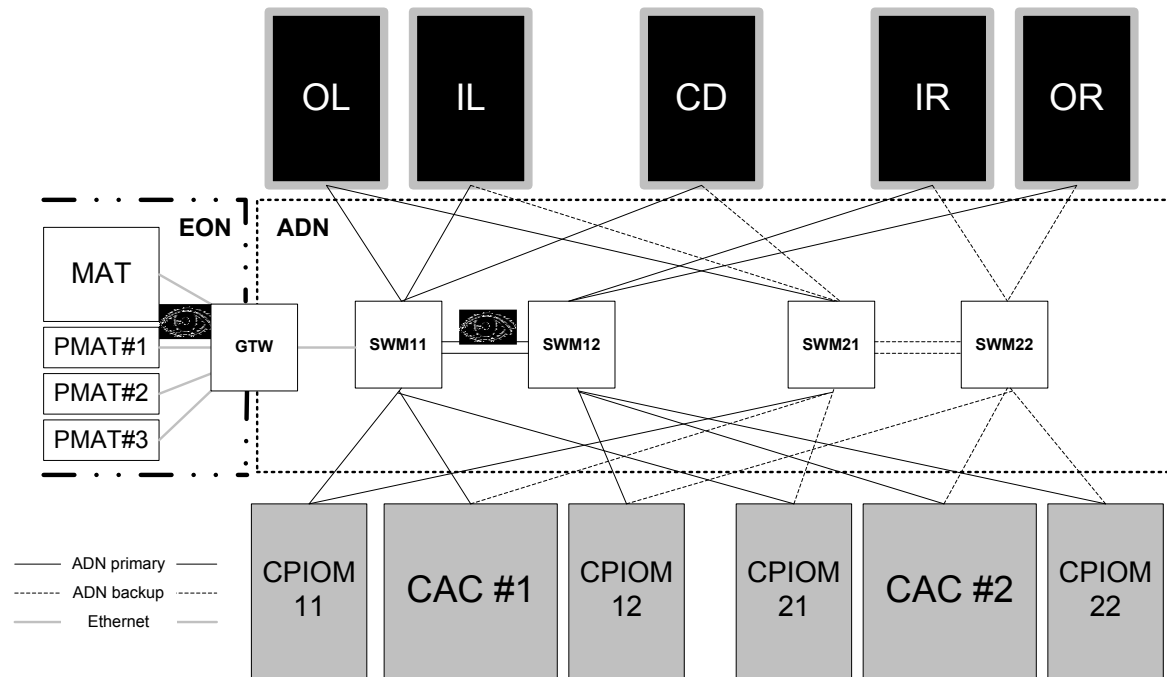 OL
IL
CD
IR
OR
EON
ADN
MAT
PMAT#1
PMAT#2
PMAT#3
GTW
SWM11
SWM12
SWM21
SWM22
ADN primary
ADN backup
Ethernet
CPIOM
11
CAC #1
CPIOM
12
CPIOM
21
CAC #2
CPIOM
22